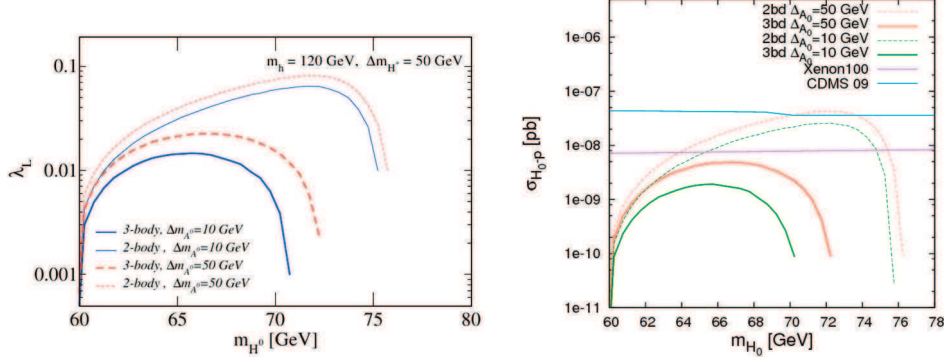 m_h = 120 GeV, Δm_H⁺ = 50 GeV
0.1
0.01
0.001
λ_L
3-body, Δm_A⁰=10 GeV
2-body , Δm_A⁰=10 GeV
3-body, Δm_A⁰=50 GeV
2-body , Δm_A⁰=50 GeV
60 65 70 75 80
m_H⁰ [GeV]
2bd Δ_A₀=50 GeV
3bd Δ_A₀=50 GeV
2bd Δ_A₀=10 GeV
3bd Δ_A₀=10 GeV
Xenon100
CDMS 09
1e-06
1e-07
1e-08
1e-09
1e-10
1e-11
σ_H₀-p [pb]
60 62 64 66 68 70 72 74 76 78
m_H₀ [GeV]